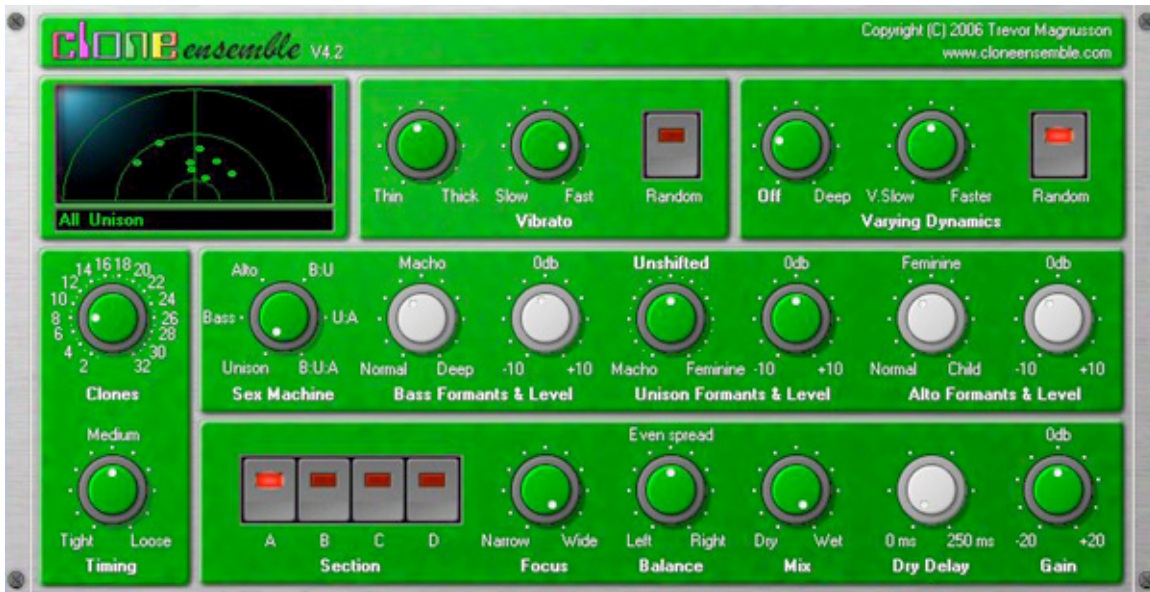 clone ensemble V4.2
Copyright (C) 2006 Trevor Magnusson
www.cloneensemble.com
All Unison
Thin Thick Slow Fast Random
Vibrato
Off Deep V.Slow Faster Random
Varying Dynamics
2 4 6 8 10 12 14 16 18 20 22 24 26 28 30 32
Clones
Medium
Tight Loose
Timing
Alto B:U
Bass U:A
Unison B:U:A
Sex Machine
Macho 0db
Normal Deep -10 +10
Bass Formants & Level
Unshifted 0db
Macho Feminine -10 +10
Unison Formants & Level
Feminine 0db
Normal Child -10 +10
Alto Formants & Level
A B C D
Section
Narrow Wide
Focus
Even spread
Left Right
Balance
Dry Wet
Mix
0 ms 250 ms
Dry Delay
0db
-20 +20
Gain